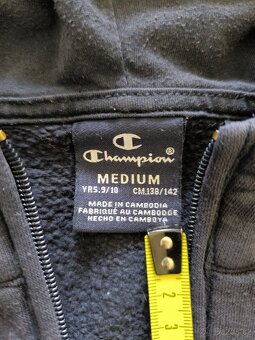 Champion®
MEDIUM
YRS.9/10 CM.138/142
MADE IN CAMBODIA
FABRIQUÉ AU CAMBODGE
HECHO EN CAMBOYA
2
3